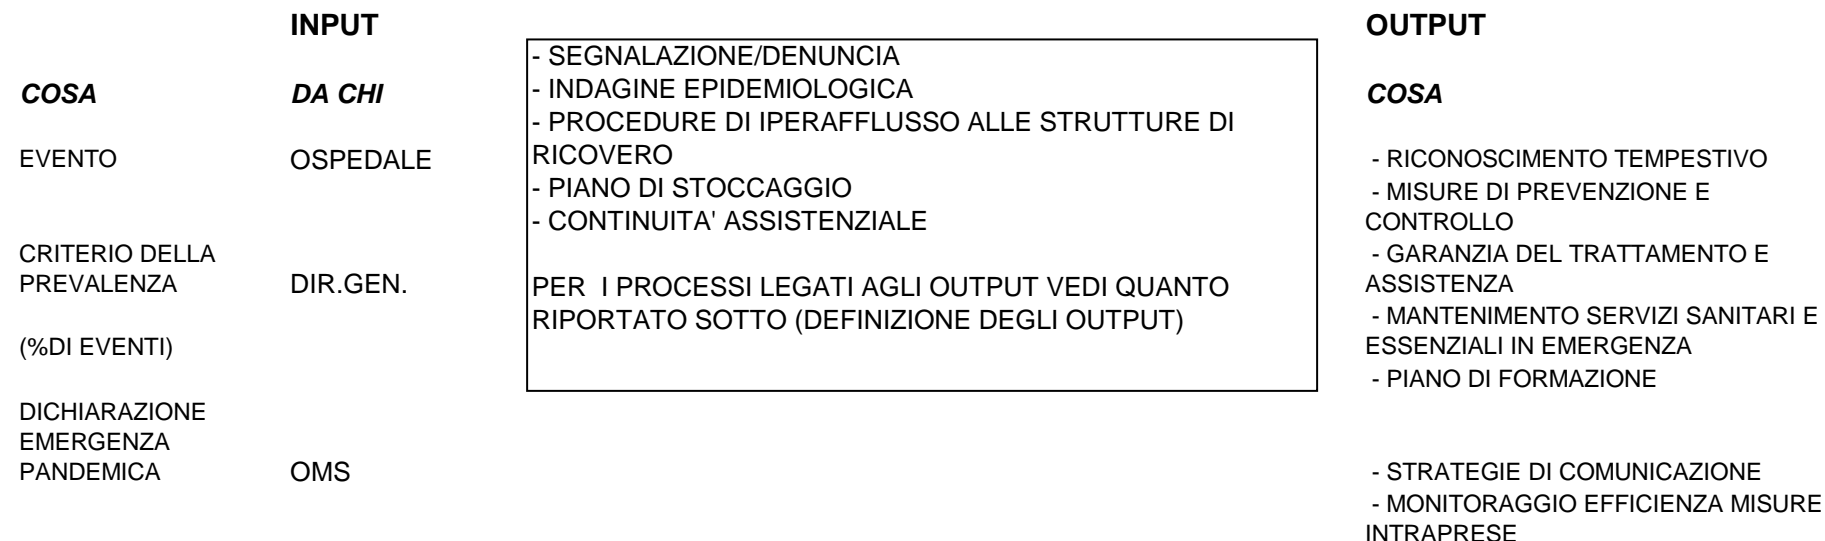 INPUT
COSA
DA CHI
EVENTO
OSPEDALE
CRITERIO DELLA
PREVALENZA
DIR.GEN.
(%DI EVENTI)
DICHIARAZIONE
EMERGENZA
PANDEMICA
OMS
- SEGNALAZIONE/DENUNCIA
- INDAGINE EPIDEMIOLOGICA
- PROCEDURE DI IPERAFFLUSSO ALLE STRUTTURE DI
RICOVERO
- PIANO DI STOCCAGGIO
- CONTINUITA' ASSISTENZIALE
PER I PROCESSI LEGATI AGLI OUTPUT VEDI QUANTO
RIPORTATO SOTTO (DEFINIZIONE DEGLI OUTPUT)
OUTPUT
COSA
- RICONOSCIMENTO TEMPESTIVO
- MISURE DI PREVENZIONE E
CONTROLLO
- GARANZIA DEL TRATTAMENTO E
ASSISTENZA
- MANTENIMENTO SERVIZI SANITARI E
ESSENZIALI IN EMERGENZA
- PIANO DI FORMAZIONE
- STRATEGIE DI COMUNICAZIONE
- MONITORAGGIO EFFICIENZA MISURE
INTRAPRESE